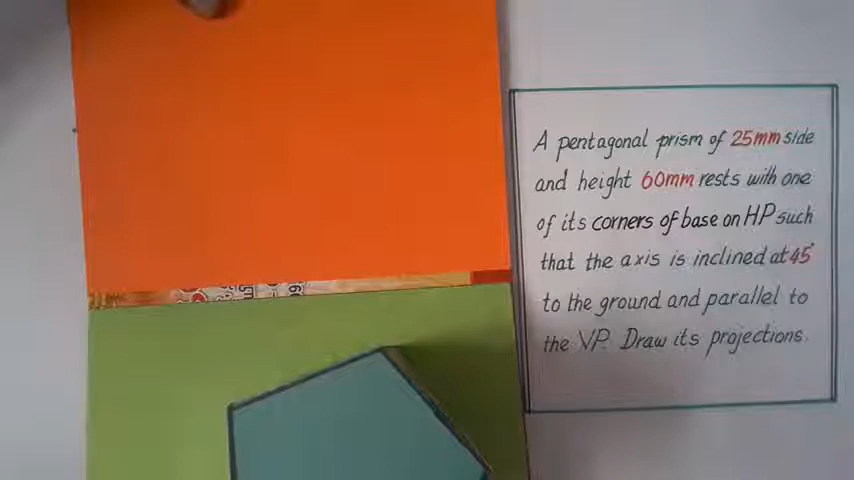 A pentagonal prism of 25mm side
and height 60mm rests with one
of its corners of base on HP such
that the axis is inclined at 45°
to the ground and parallel to
the VP. Draw its projections.